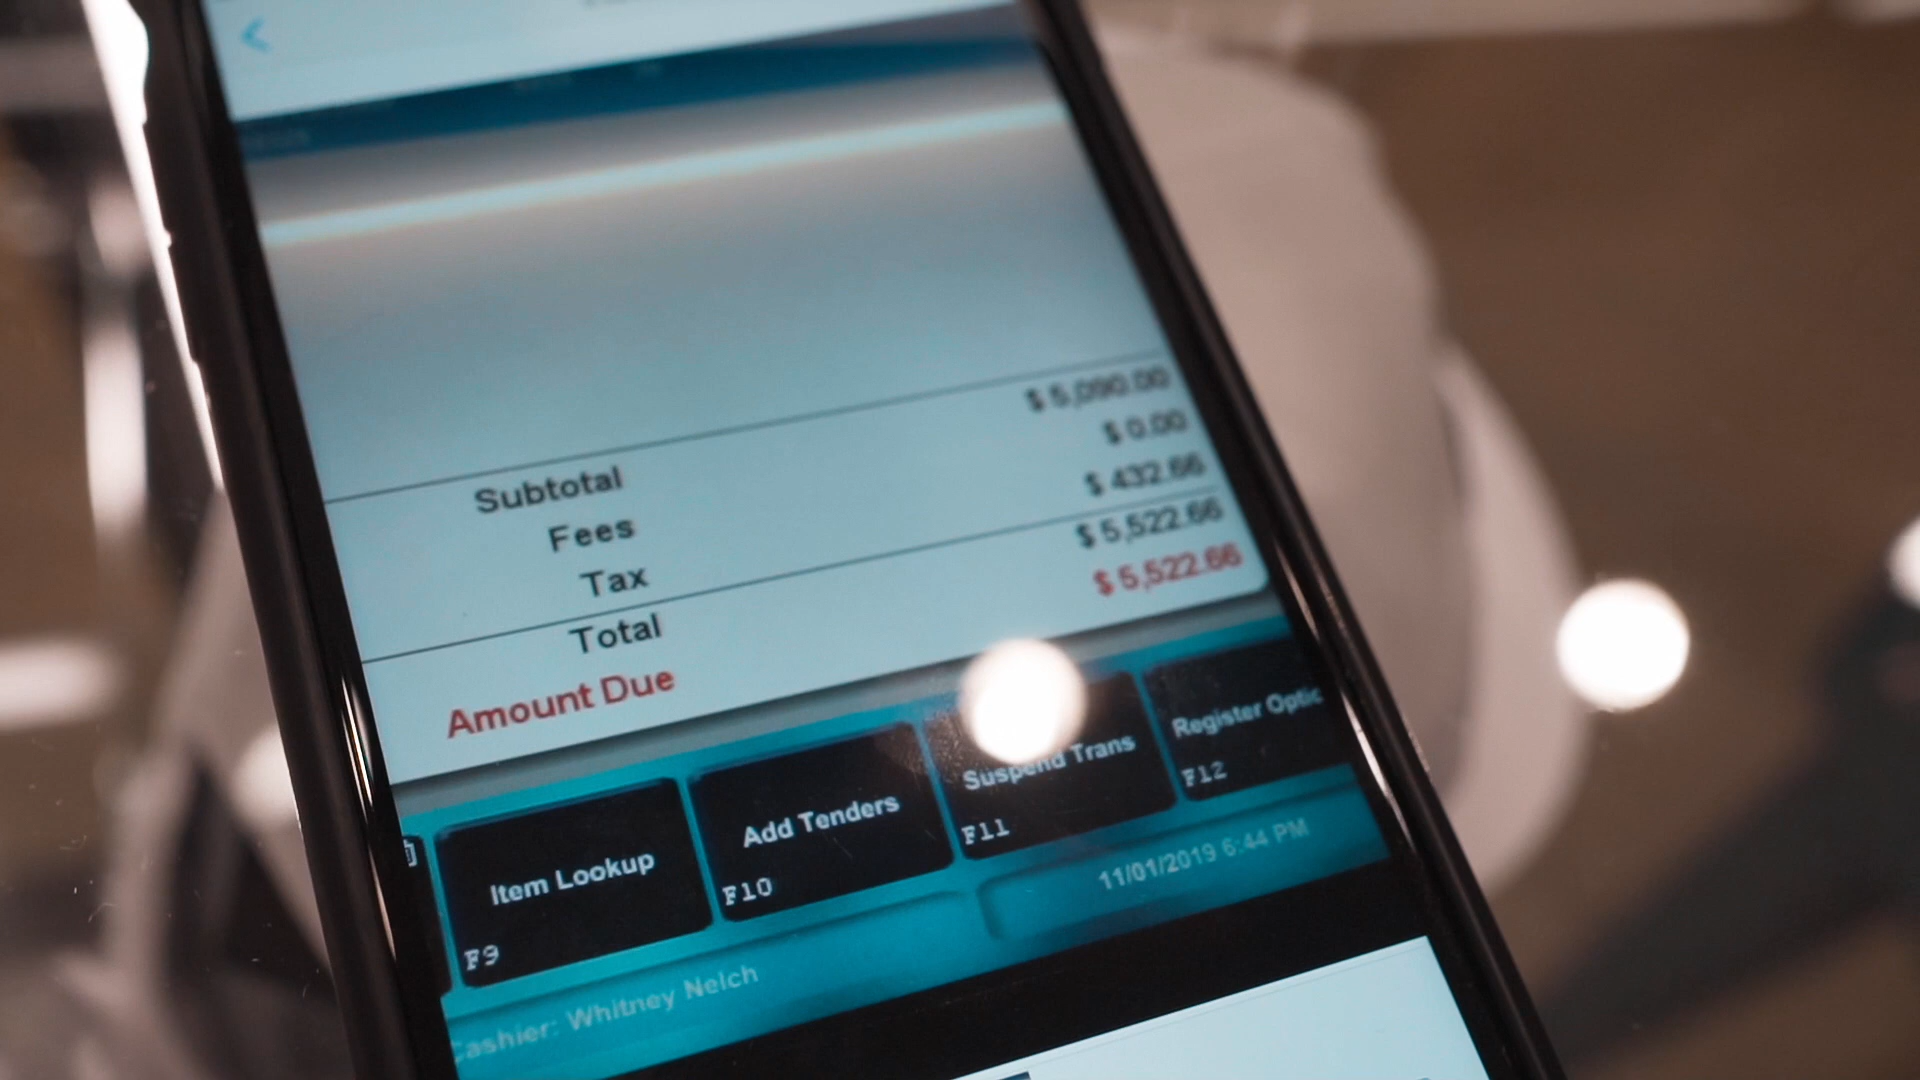 Subtotal $ 5,090.00
Fees $ 0.00
Tax $ 432.66
Total $ 5,522.66
Amount Due $ 5,522.66
Item Lookup
F9
Add Tenders
F10
Suspend Trans
F11
Register Optio
F12
Cashier: Whitney Nelch
11/01/2019 6:44 PM